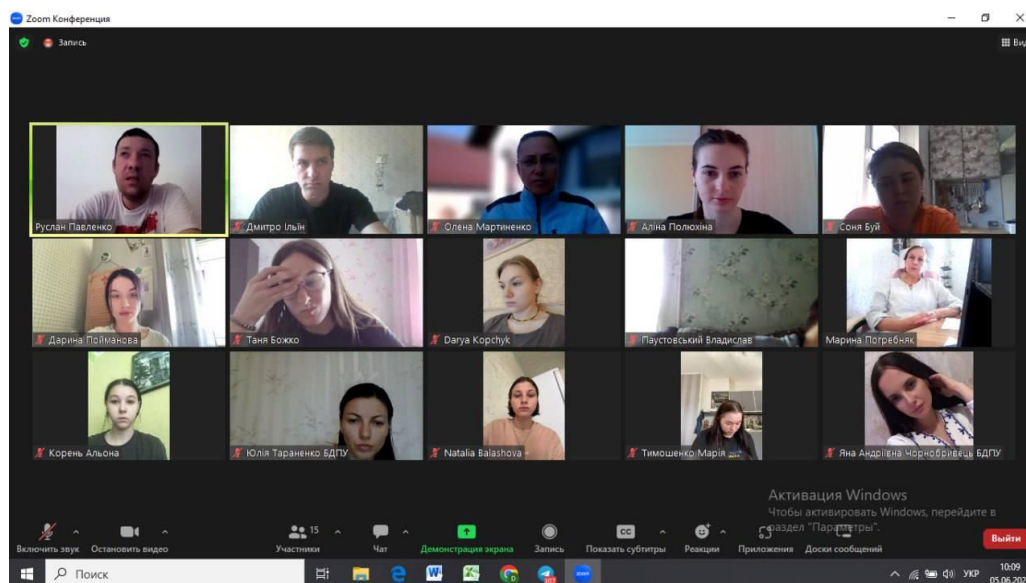 Zoom Конференция
Запись
Вид
Руслан Павленко
Дмитро Ільїн
Олена Мартиненко
Аліна Полюхіна
Соня Буй
Дарина Пойманова
Таня Божко
Darya Kopchyk
Паустовський Владислав
Марина Погребняк
Корень Альона
Юлія Тараненко БДПУ
Natalia Balashova
Тимошенко Марія
Яна Андріївна Чорнобривець БДПУ
Активация Windows
Чтобы активировать Windows, перейдите в
раздел "Параметры".
Включить звук
Остановить видео
15
Участники
Чат
Демонстрация экрана
Запись
CC
Показать субтитры
Реакции
Приложения
Доски сообщений
Выйти
Поиск
W
zoom
УКР
10:09